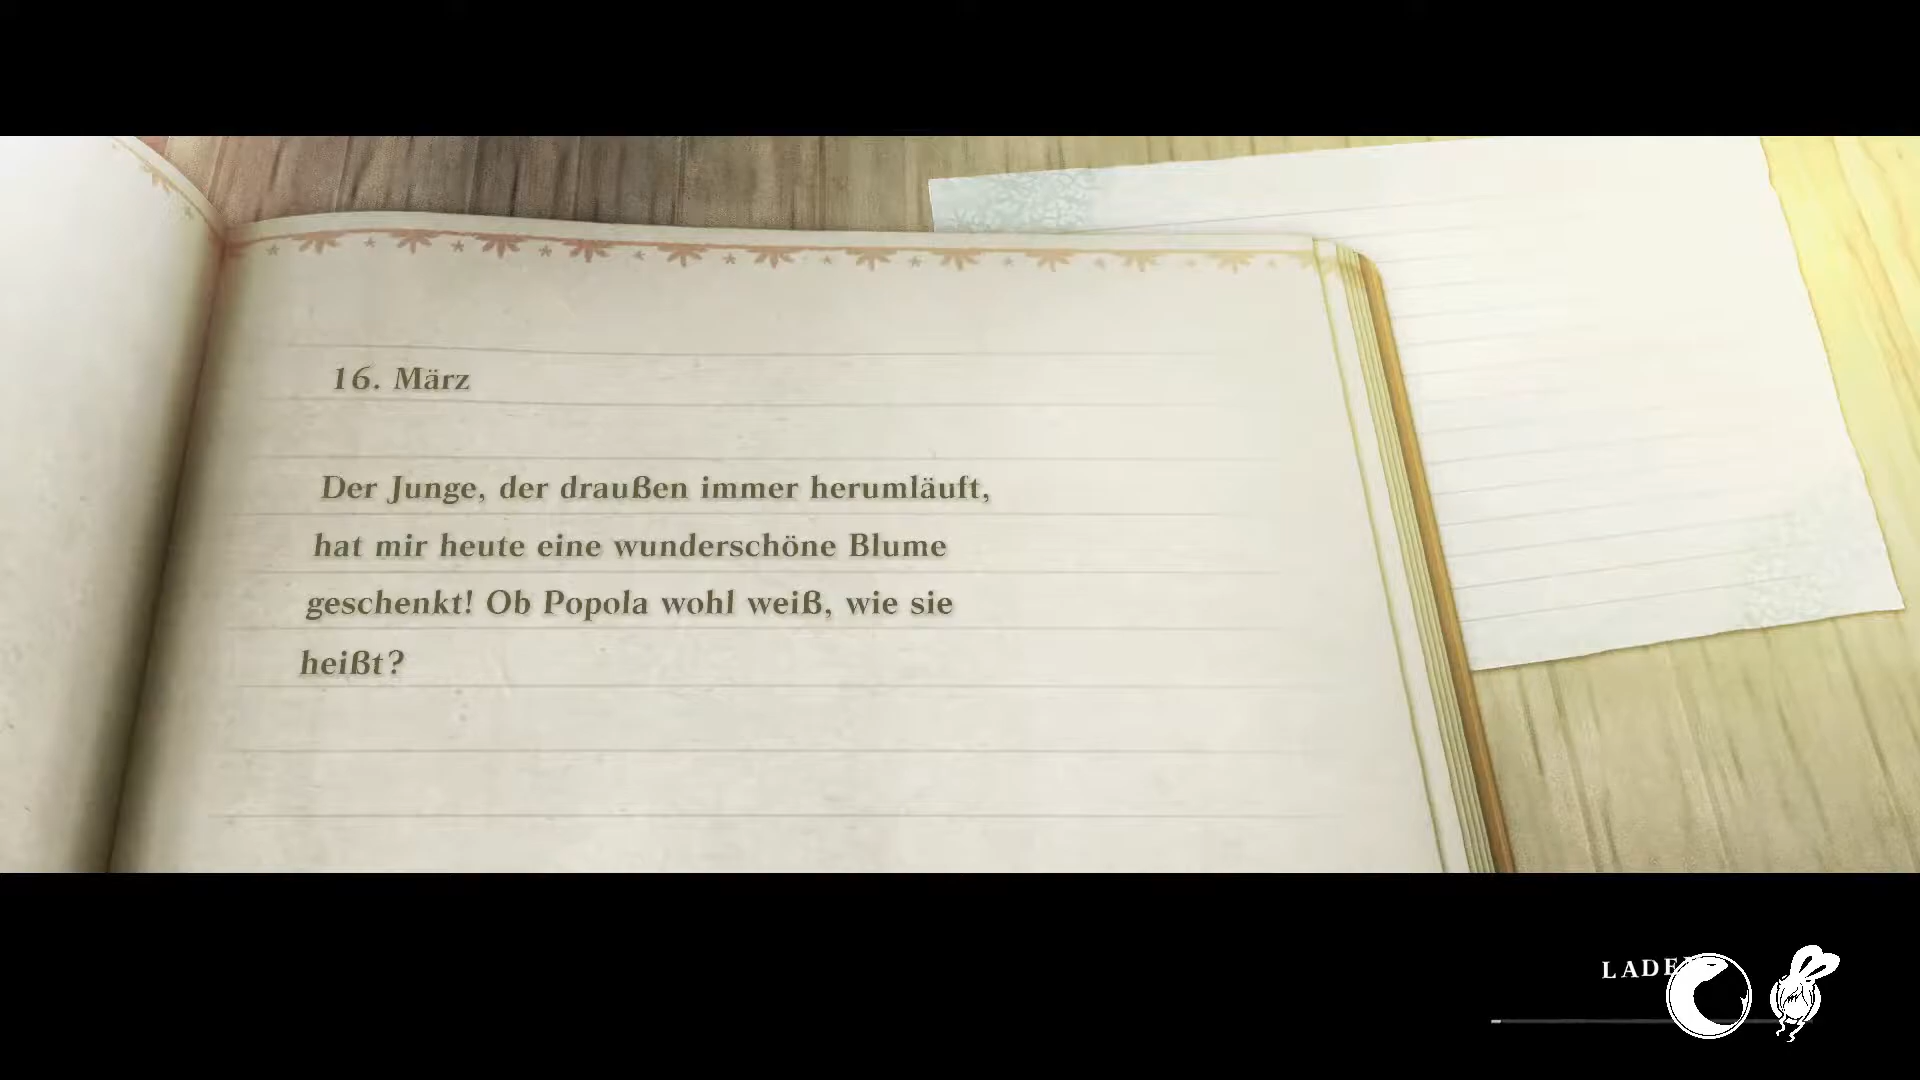 16. März
Der Junge, der draußen immer herumläuft,
hat mir heute eine wunderschöne Blume
geschenkt! Ob Popola wohl weiß, wie sie
heißt?